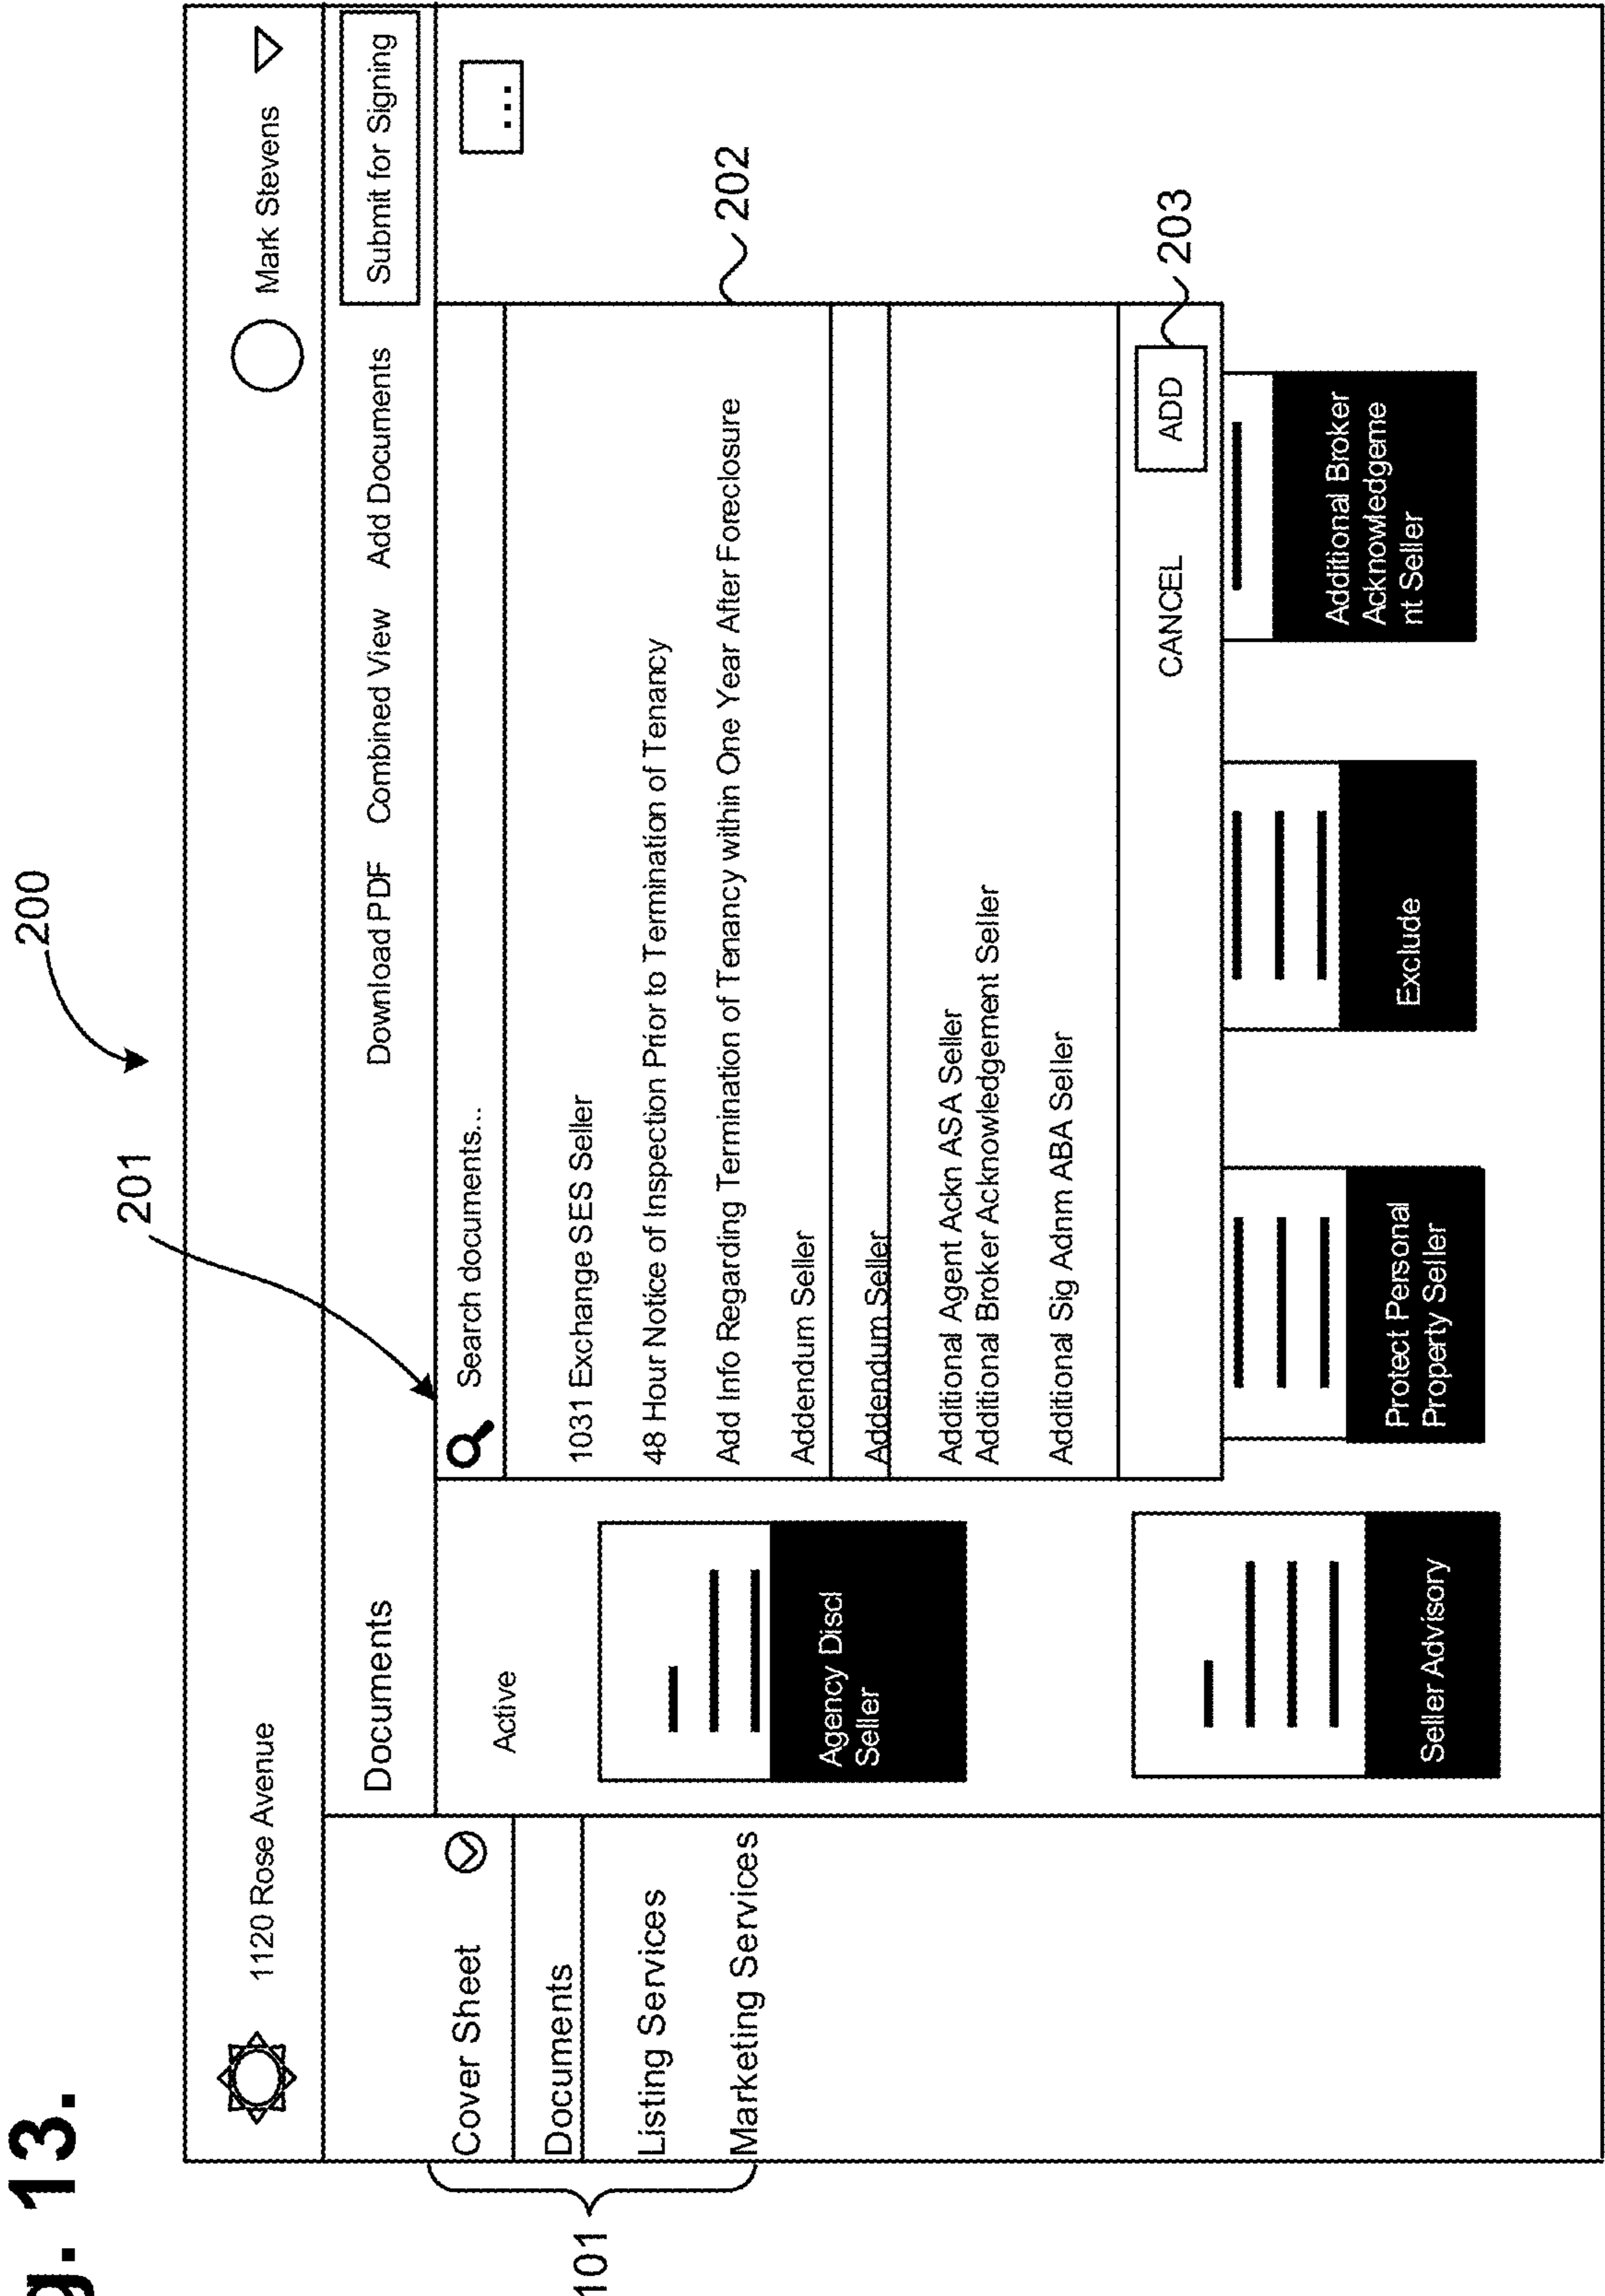 g. 13.
200
201
1120 Rose Avenue
Mark Stevens
Documents
Download PDF
Combined View
Add Documents
Submit for Signing
101
Cover Sheet
Documents
Listing Services
Marketing Services
Active
...
Search documents...
1031 Exchange SES Seller
48 Hour Notice of Inspection Prior to Termination of Tenancy
Add Info Regarding Termination of Tenancy within One Year After Foreclosure
Addendum Seller
Addendum Seller
Additional Agent Ackn ASA Seller
Additional Broker Acknowledgement Seller
Additional Sig Adnm ABA Seller
202
CANCEL
ADD
203
Agency Discl
Seller
Seller Advisory
Protect Personal
Property Seller
Exclude
Additional Broker
Acknowledgeme
nt Seller